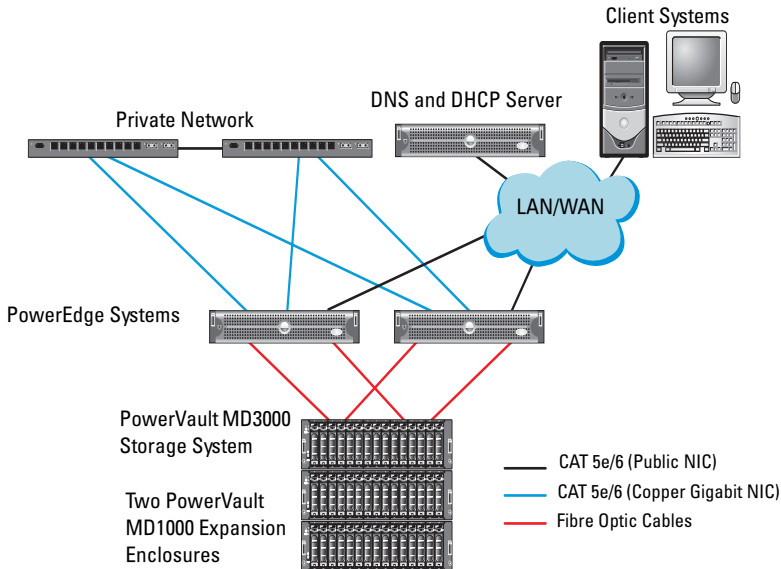 Client Systems
DNS and DHCP Server
Private Network
LAN/WAN
PowerEdge Systems
PowerVault MD3000
Storage System
Two PowerVault
MD1000 Expansion
Enclosures
CAT 5e/6 (Public NIC)
CAT 5e/6 (Copper Gigabit NIC)
Fibre Optic Cables